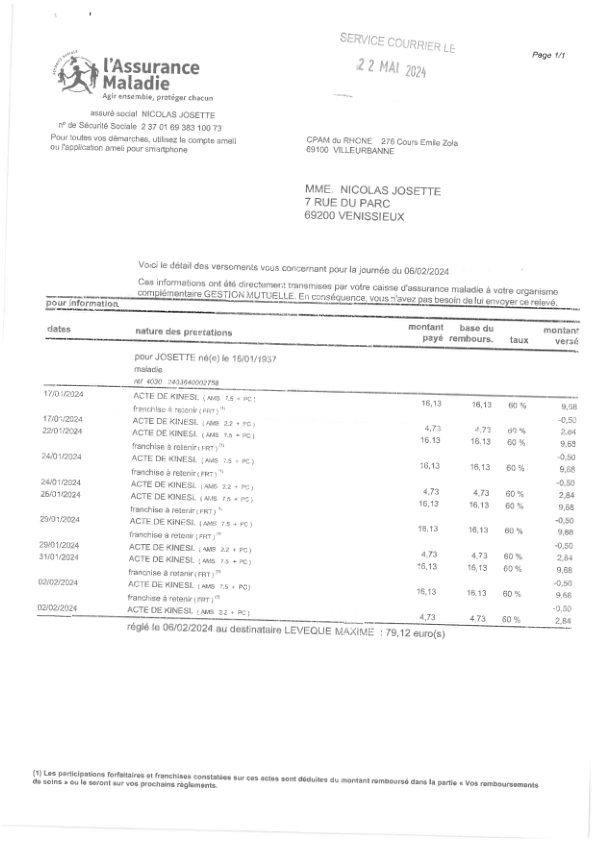 SERVICE COURRIER LE
22 MAI 2024
Page 1/1
l'Assurance
Maladie
Agir ensemble, protéger chacun
assuré social NICOLAS JOSETTE
n° de Sécurité Sociale 2 37 01 69 383 100 73
Pour toutes vos démarches, utilisez le compte ameli
ou l'application ameli pour smartphone
CPAM du RHONE 276 Cours Emile Zola
69100 VILLEURBANNE
MME. NICOLAS JOSETTE
7 RUE DU PARC
69200 VENISSIEUX
Voici le détail des versements vous concernant pour la journée du 06/02/2024
Ces informations ont été directement transmises par votre caisse d'assurance maladie à votre organisme
complémentaire GESTION MUTUELLE. En conséquence, vous n'avez pas besoin de lui envoyer ce relevé.
pour information.
dates nature des prestations montant payé base du rembours. taux montant versé
pour JOSETTE né(e) le 16/01/1937
maladie
réf 4030 2403640002758
17/01/2024 ACTE DE KINESI. ( AMS 7.5 + PC ) 16,13 16,13 60 % 9,68
franchise à retenir ( FRT ) (1) -0,50
17/01/2024 ACTE DE KINESI. ( AMS 2.2 + PC ) 4,73 4,73 60 % 2,84
22/01/2024 ACTE DE KINESI. ( AMS 7.5 + PC ) 16,13 16,13 60 % 9,68
franchise à retenir ( FRT ) (1) -0,50
24/01/2024 ACTE DE KINESI. ( AMS 7.5 + PC ) 16,13 16,13 60 % 9,68
franchise à retenir ( FRT ) (1) -0,50
24/01/2024 ACTE DE KINESI. ( AMS 2.2 + PC ) 4,73 4,73 60 % 2,84
26/01/2024 ACTE DE KINESI. ( AMS 7.5 + PC ) 16,13 16,13 60 % 9,68
franchise à retenir ( FRT ) (1) -0,50
29/01/2024 ACTE DE KINESI. ( AMS 7.5 + PC ) 16,13 16,13 60 % 9,68
franchise à retenir ( FRT ) (1) -0,50
29/01/2024 ACTE DE KINESI. ( AMS 2.2 + PC ) 4,73 4,73 60 % 2,84
31/01/2024 ACTE DE KINESI. ( AMS 7.5 + PC ) 16,13 16,13 60 % 9,68
franchise à retenir ( FRT ) (1) -0,50
02/02/2024 ACTE DE KINESI. ( AMS 7.5 + PC ) 16,13 16,13 60 % 9,68
franchise à retenir ( FRT ) (1) -0,50
02/02/2024 ACTE DE KINESI. ( AMS 2.2 + PC ) 4,73 4,73 60 % 2,84
réglé le 06/02/2024 au destinataire LEVEQUE MAXIME : 79,12 euro(s)
(1) Les participations forfaitaires et franchises constatées sur ces actes sont déduites du montant remboursé dans la partie « Vos remboursements
de soins » ou le seront sur vos prochains règlements.